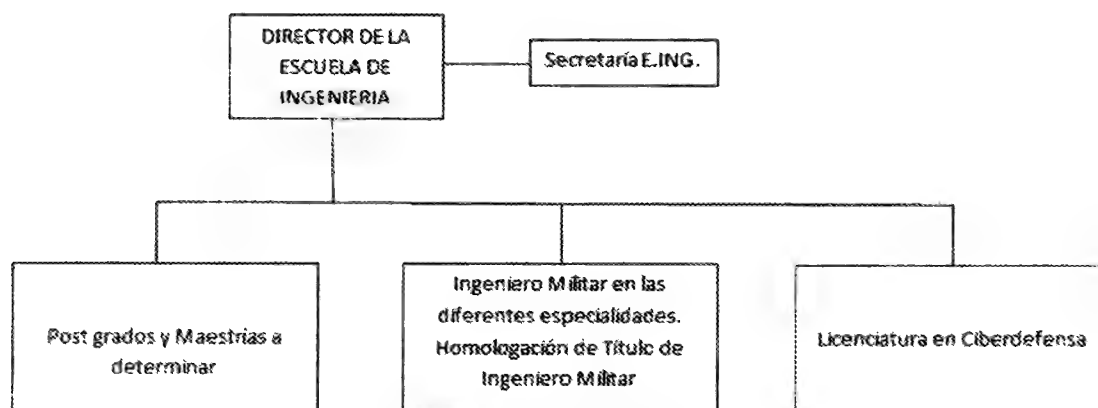 DIRECTOR DE LA
ESCUELA DE
INGENIERIA
Secretaría E.ING.
Post grados y Maestrias a
determinar
Ingeniero Militar en las
diferentes especialidades.
Homologación de Título de
Ingeniero Militar
Licenciatura en Ciberdefensa